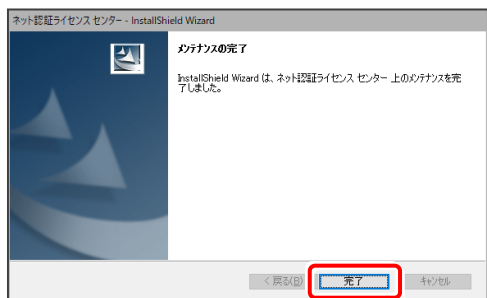 ネット認証ライセンス センター - InstallShield Wizard
メンテナンスの完了
InstallShield Wizard は、ネット認証ライセンス センター 上のメンテナンスを完
了しました。
< 戻る(B)
完了
キャンセル